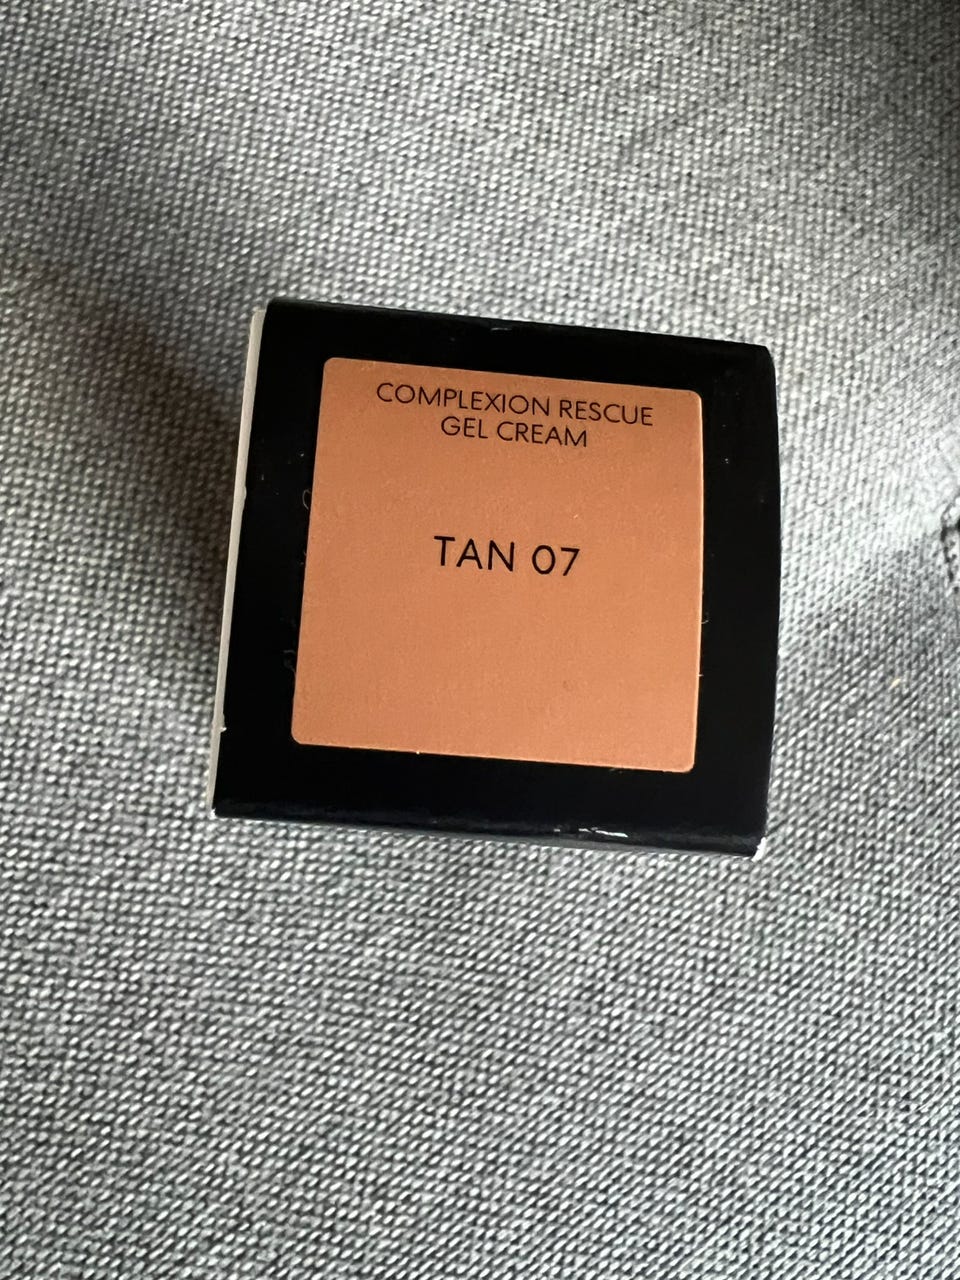 COMPLEXION RESCUE
GEL CREAM
TAN 07